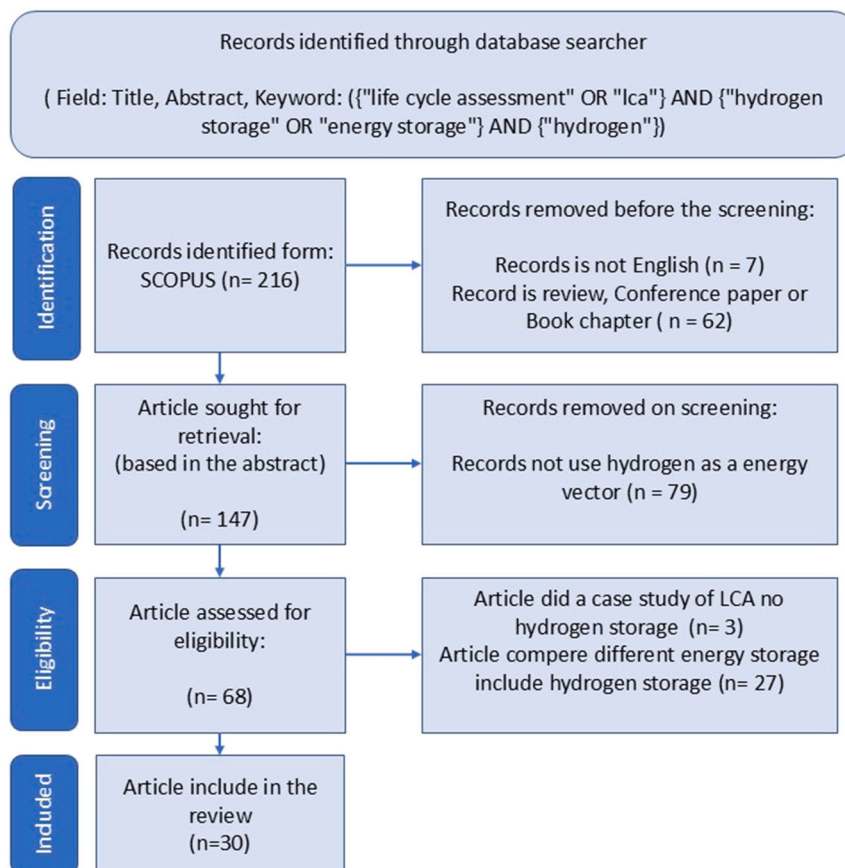 Records identified through database searcher
( Field: Title, Abstract, Keyword: ({"life cycle assessment" OR "lca"} AND {"hydrogen
storage" OR "energy storage"} AND {"hydrogen"})
Identification
Records identified form:
SCOPUS (n= 216)
Records removed before the screening:
Records is not English (n = 7)
Record is review, Conference paper or
Book chapter ( n = 62)
Screening
Article sought for
retrieval:
(based in the abstract)
(n= 147)
Records removed on screening:
Records not use hydrogen as a energy
vector (n = 79)
Eligibility
Article assessed for
eligibility:
(n= 68)
Article did a case study of LCA no
hydrogen storage (n= 3)
Article compere different energy storage
include hydrogen storage (n= 27)
Included
Article include in the
review
(n=30)